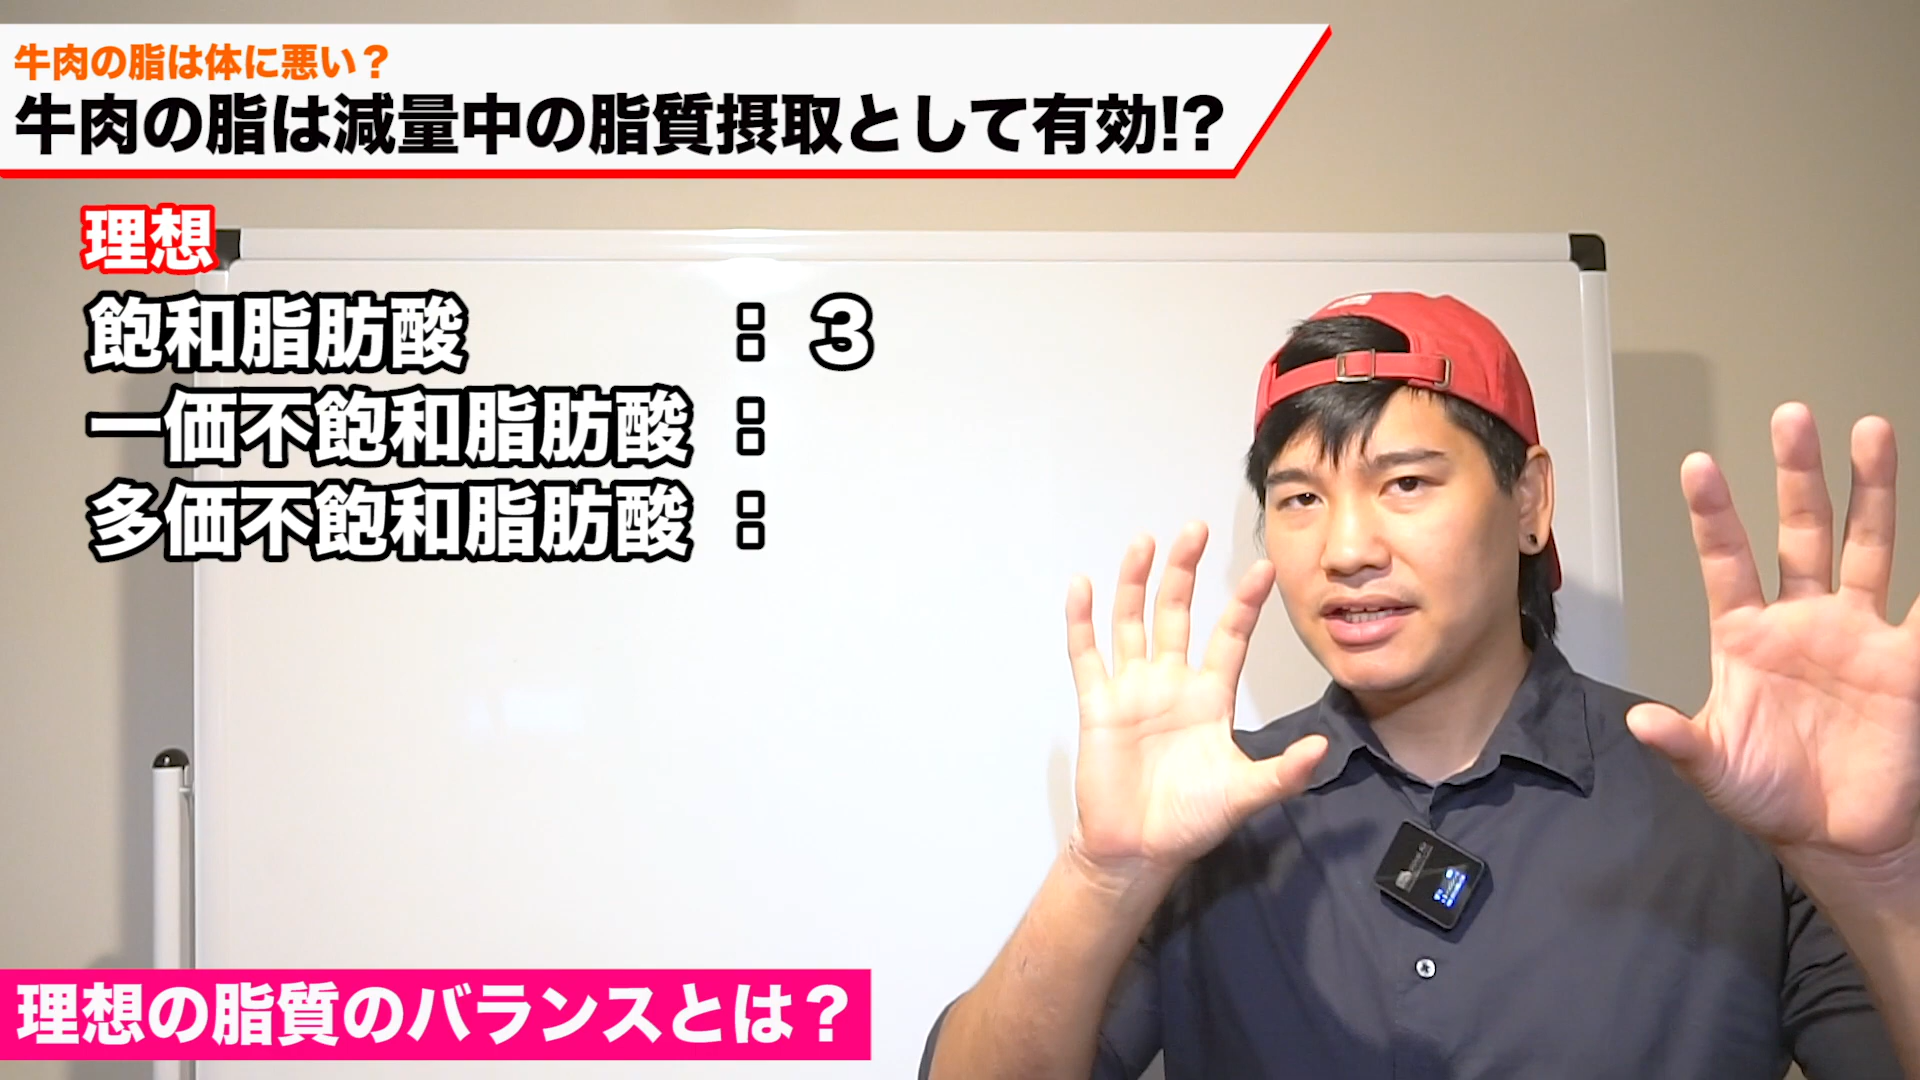 牛肉の脂は体に悪い？
牛肉の脂は減量中の脂質摂取として有効!?
理想
飽和脂肪酸 ：3
一価不飽和脂肪酸 ：
多価不飽和脂肪酸 ：
理想の脂質のバランスとは？